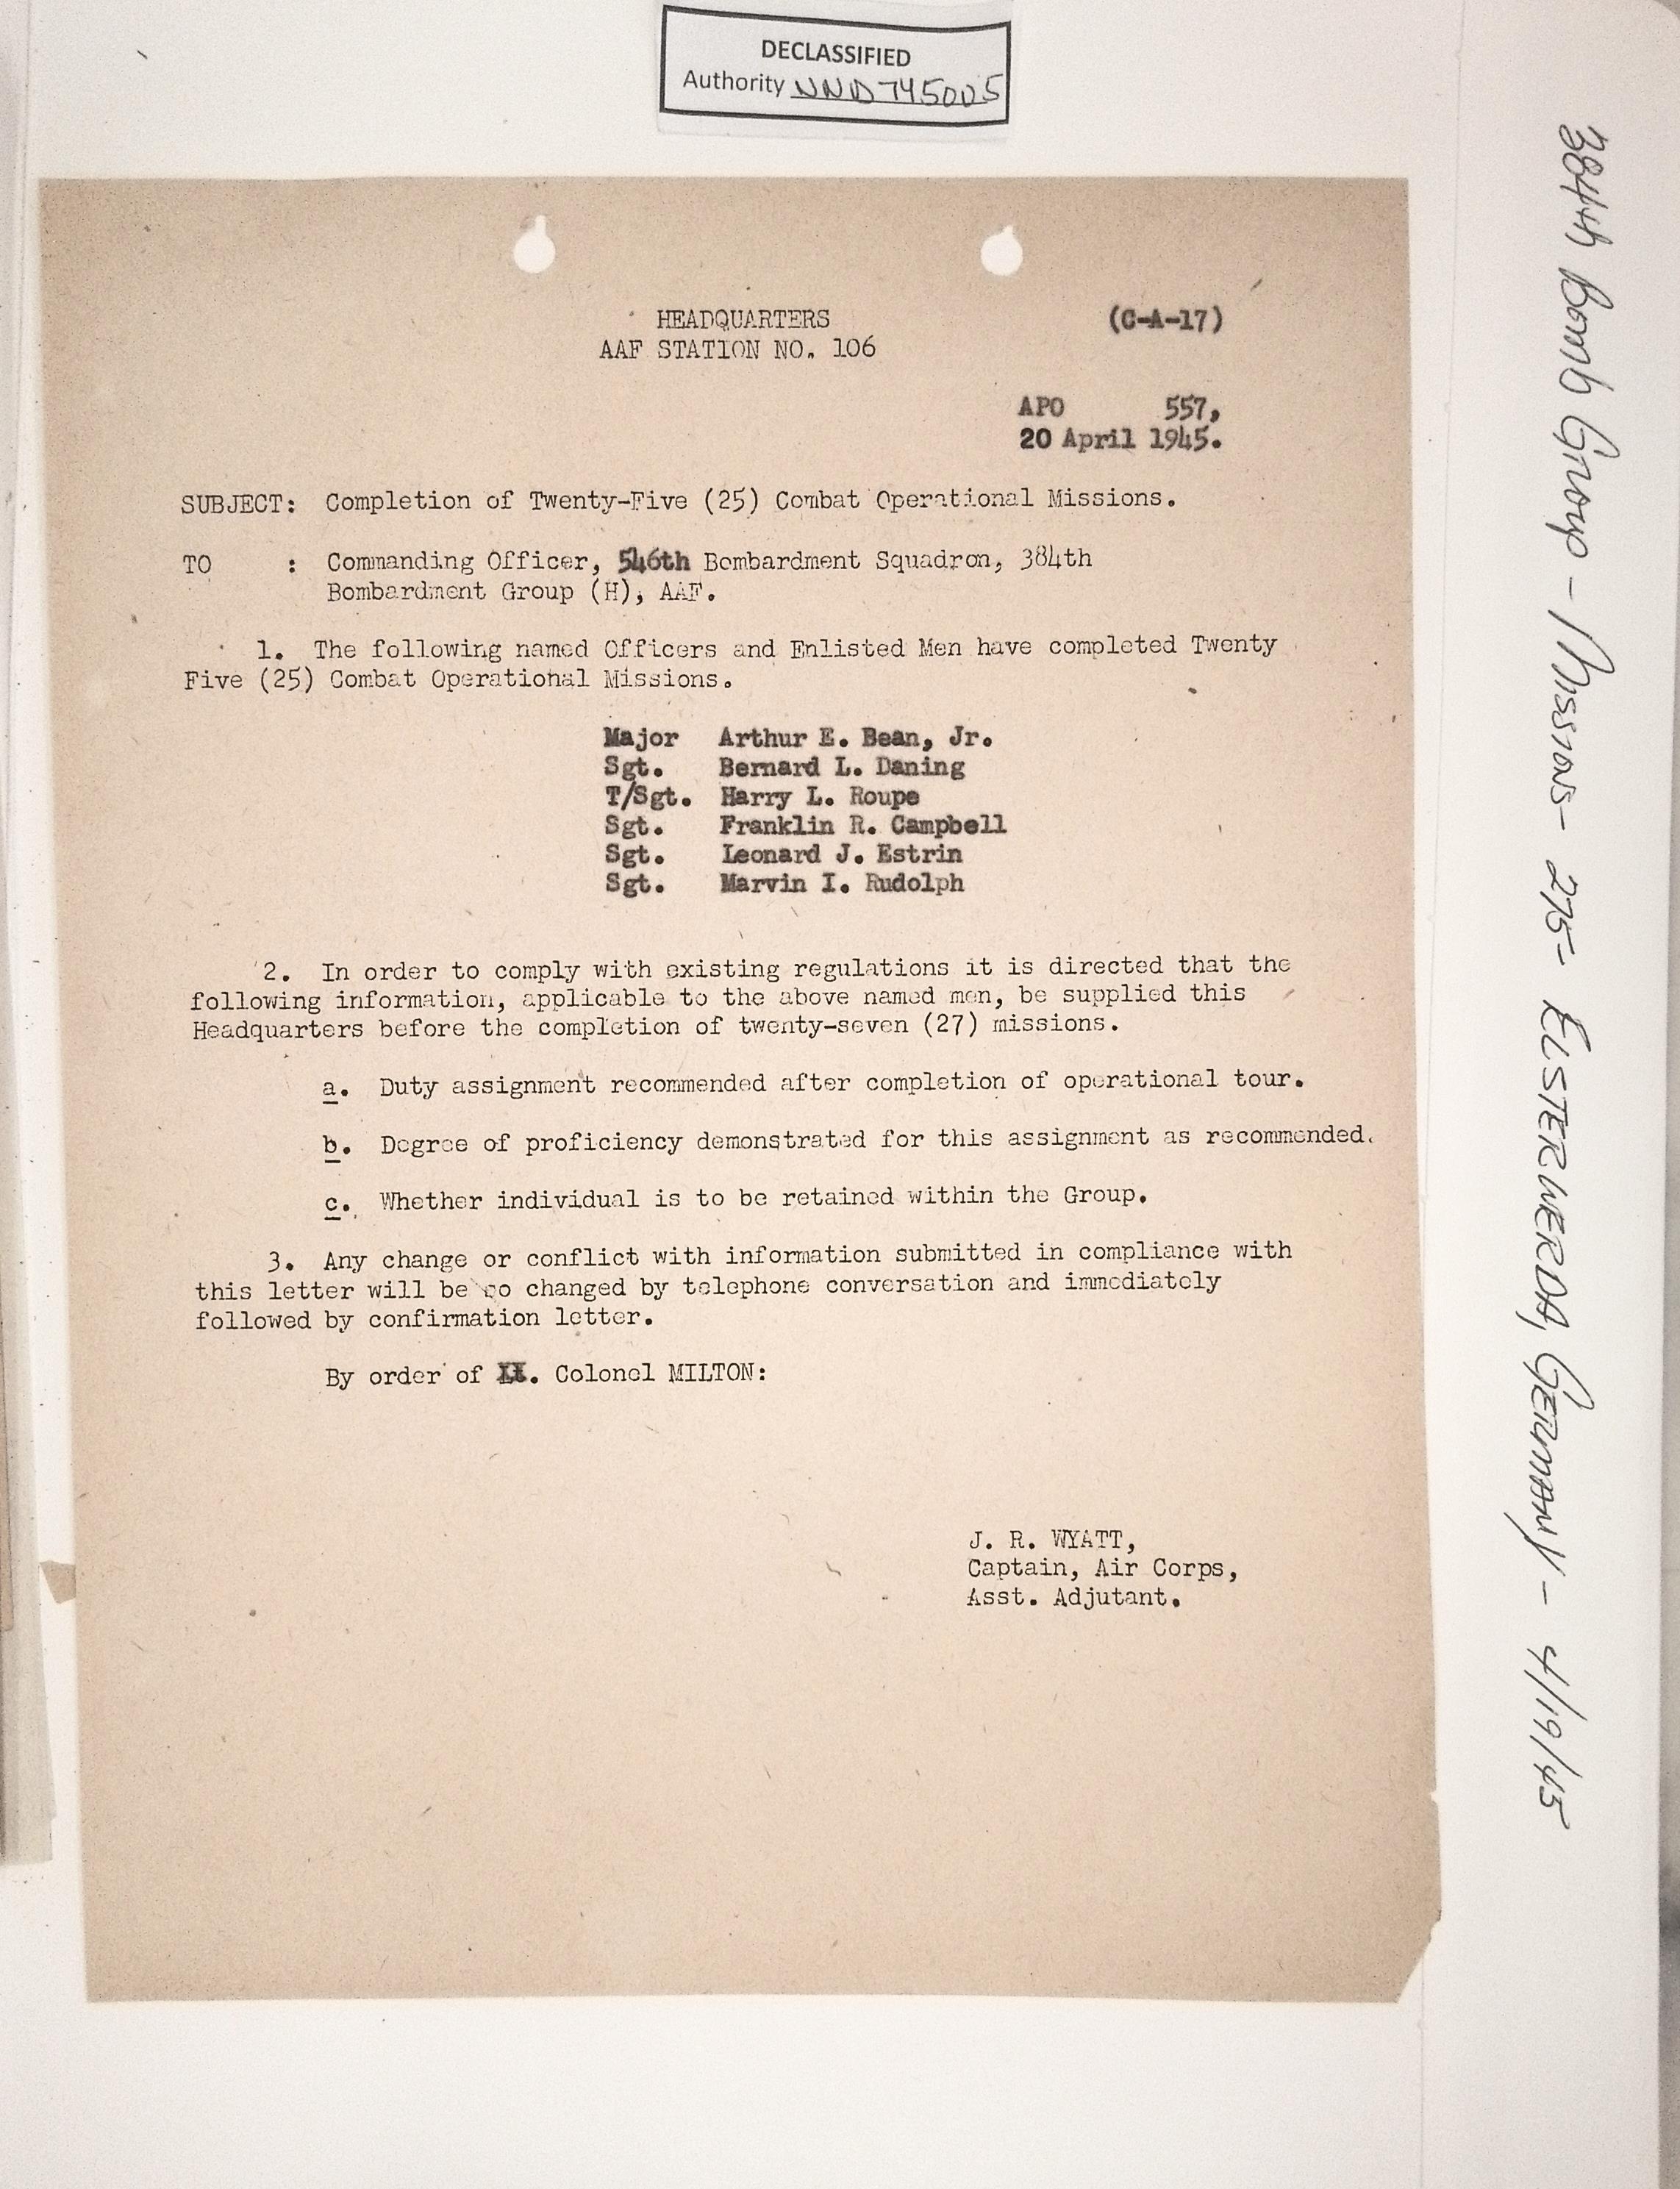 DECLASSIFIED
Authority NND745005
HEADQUARTERS
AAF STATION NO. 106
(C-A-17)
APO 557,
20 April 1945.
SUBJECT: Completion of Twenty-Five (25) Combat Operational Missions.
TO : Commanding Officer, 546th Bombardment Squadron, 384th
Bombardment Group (H), AAF.
1. The following named Officers and Enlisted Men have completed Twenty
Five (25) Combat Operational Missions.
Major Arthur E. Bean, Jr.
Sgt. Bernard L. Daning
T/Sgt. Harry L. Roupe
Sgt. Franklin R. Campbell
Sgt. Leonard J. Estrin
Sgt. Marvin I. Rudolph
2. In order to comply with existing regulations it is directed that the
following information, applicable to the above named men, be supplied this
Headquarters before the completion of twenty-seven (27) missions.
a. Duty assignment recommended after completion of operational tour.
b. Degree of proficiency demonstrated for this assignment as recommended.
c. Whether individual is to be retained within the Group.
3. Any change or conflict with information submitted in compliance with
this letter will be so changed by telephone conversation and immediately
followed by confirmation letter.
By order of Colonel MILTON:
J. R. WYATT,
Captain, Air Corps,
Asst. Adjutant.
384th Bomb Group - Missions - 275 - ELSTERWERDA, GERMANY - 4/19/45